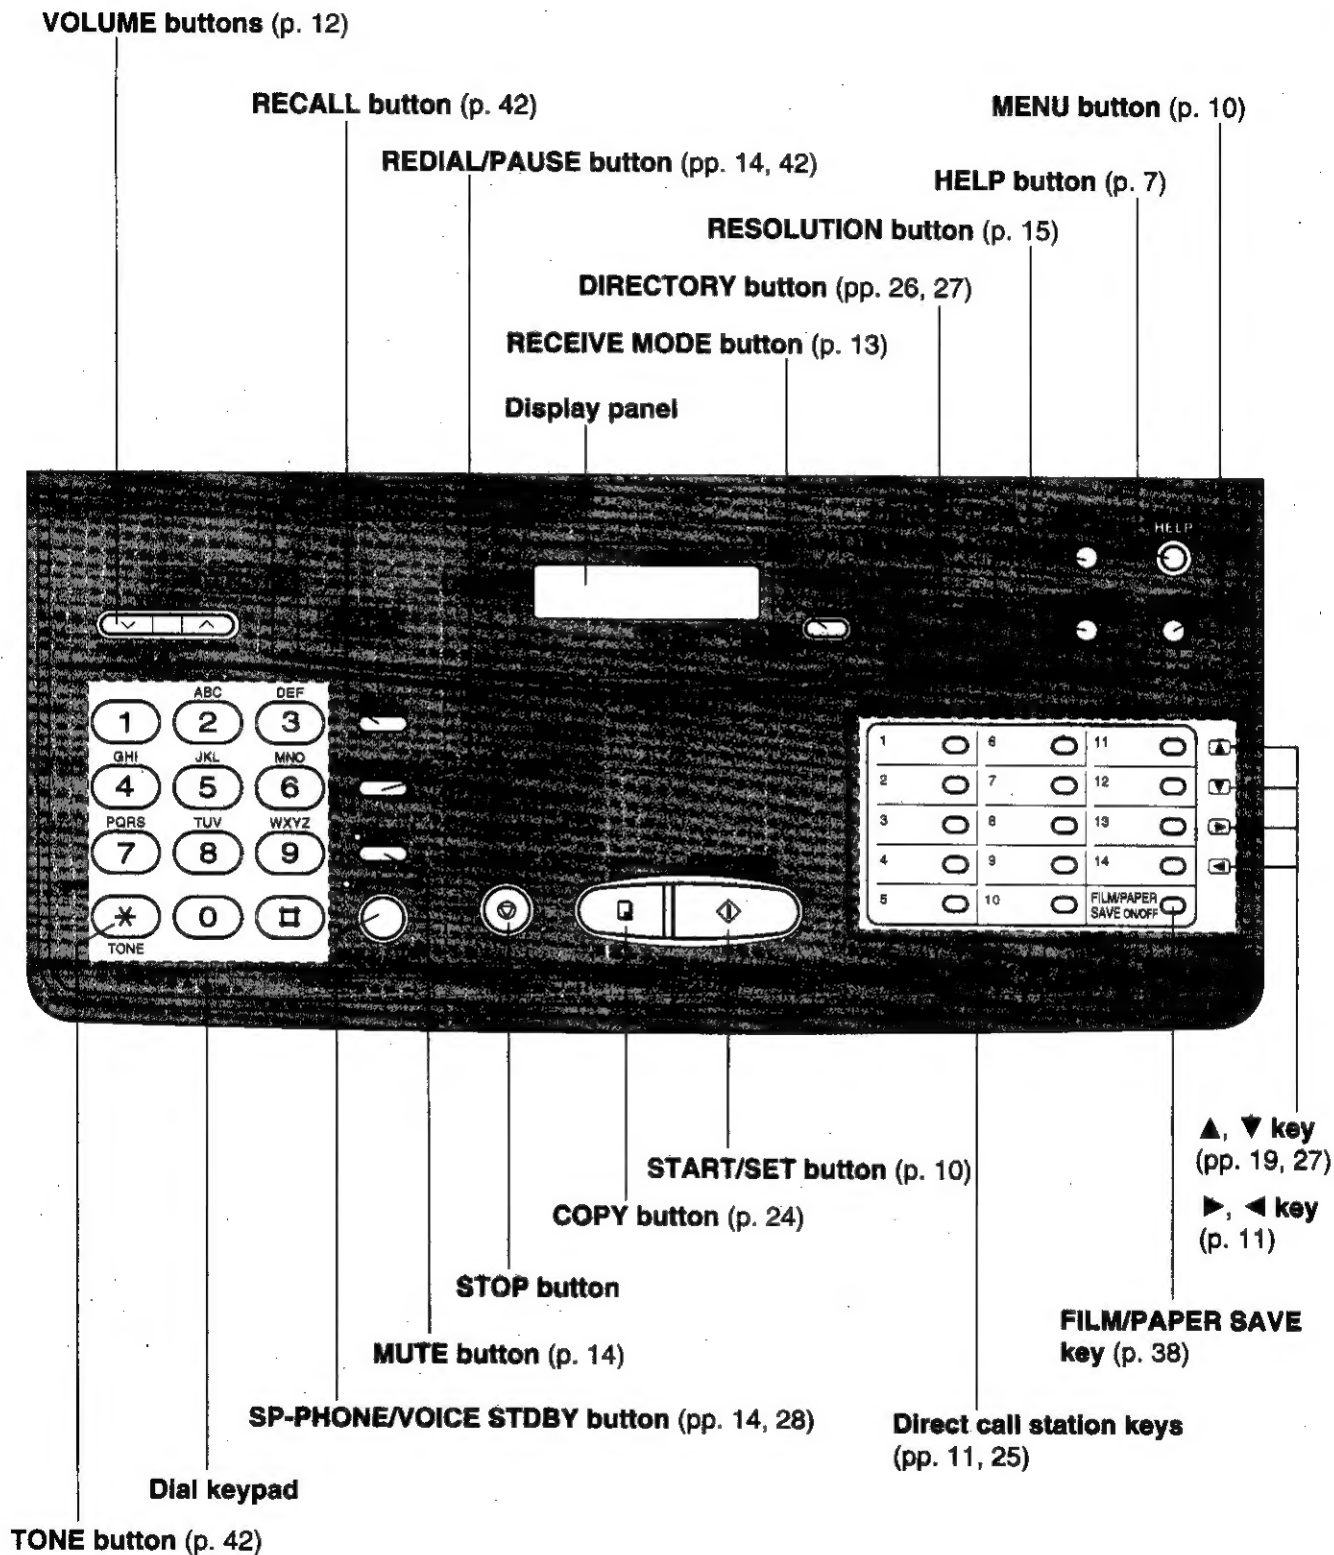 VOLUME buttons (p. 12)
RECALL button (p. 42)
MENU button (p. 10)
REDIAL/PAUSE button (pp. 14, 42)
HELP button (p. 7)
RESOLUTION button (p. 15)
DIRECTORY button (pp. 26, 27)
RECEIVE MODE button (p. 13)
Display panel
HELP
ABC DEF
1 2 3
GHI JKL MNO
4 5 6
PQRS TUV WXYZ
7 8 9
* 0 ⌗
TONE
1 6 11 ▲
2 7 12 ▼
3 8 13 ►
4 9 14 ◄
5 10 FILM/PAPER
SAVE ON/OFF
▲, ▼ key
(pp. 19, 27)
►, ◄ key
(p. 11)
START/SET button (p. 10)
COPY button (p. 24)
STOP button
FILM/PAPER SAVE
key (p. 38)
MUTE button (p. 14)
SP-PHONE/VOICE STDBY button (pp. 14, 28)
Direct call station keys
(pp. 11, 25)
Dial keypad
TONE button (p. 42)